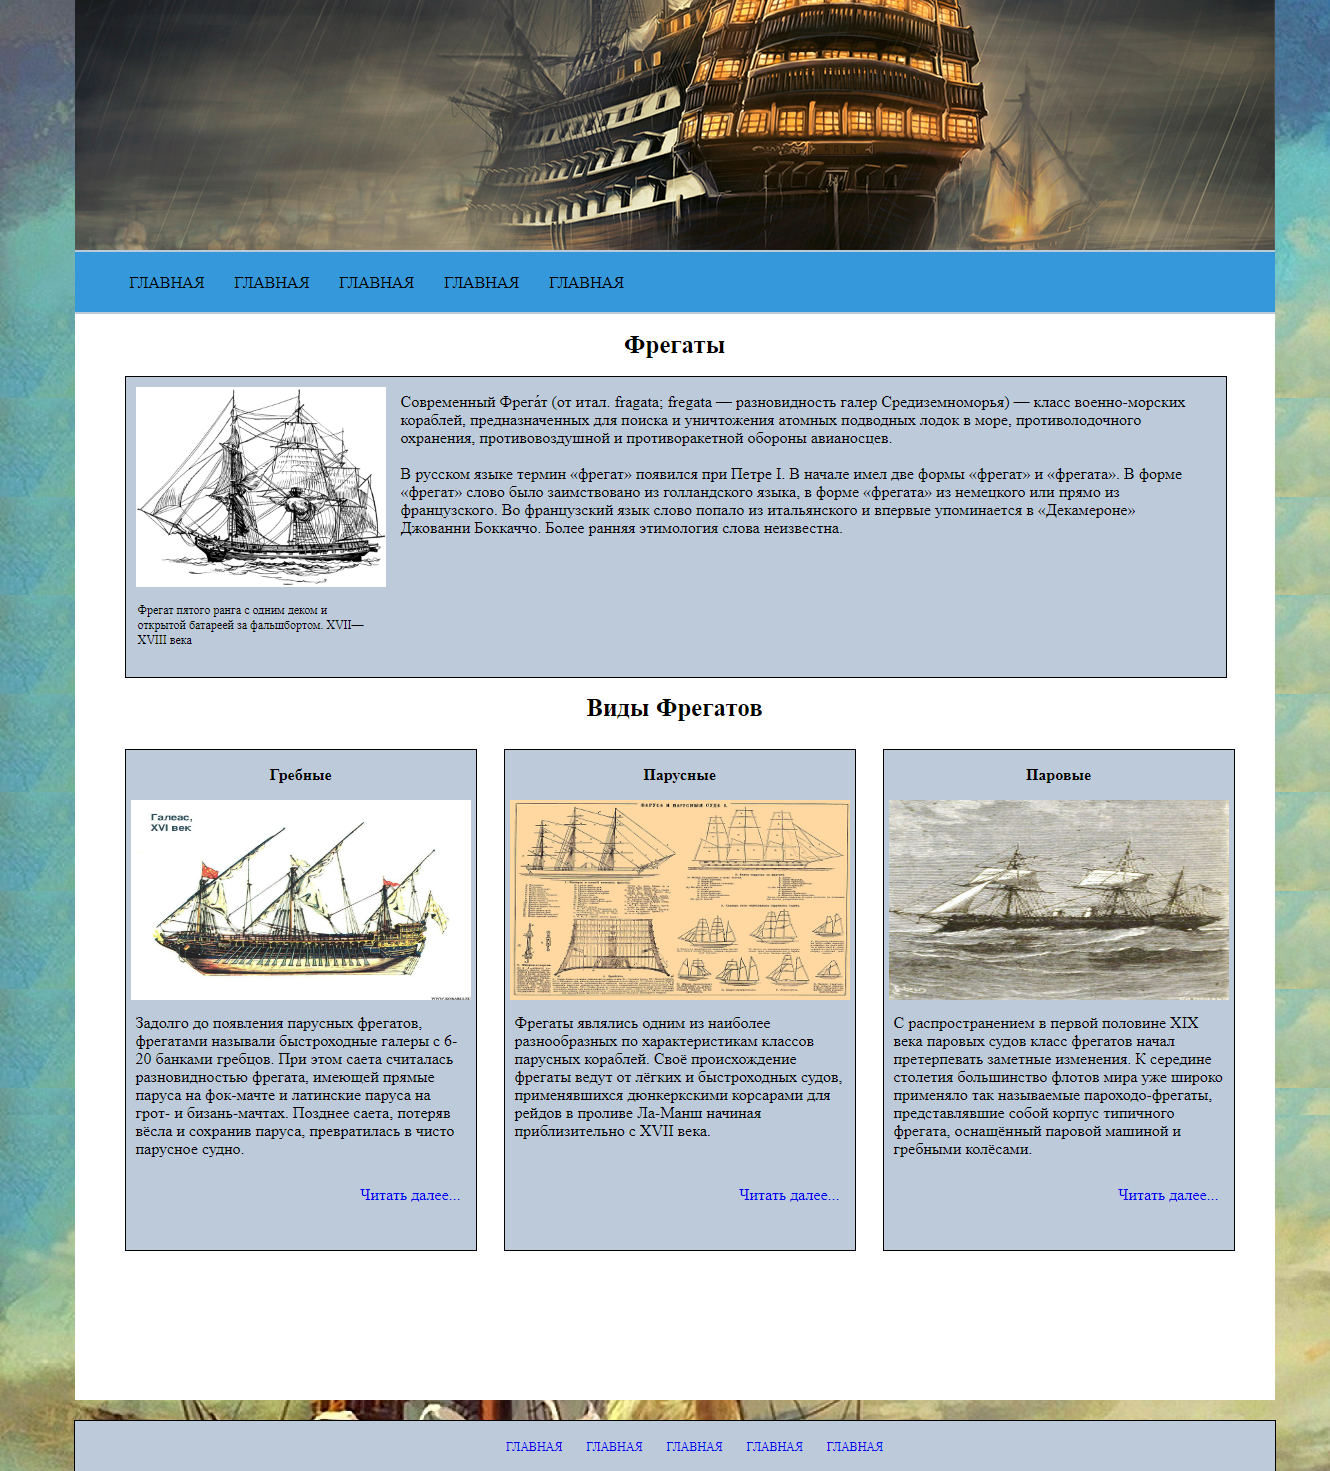 ГЛАВНАЯ ГЛАВНАЯ ГЛАВНАЯ ГЛАВНАЯ ГЛАВНАЯ
Фрегаты
Современный Фрега́т (от итал. fragata; fregata — разновидность галер Средиземноморья) — класс военно-морских
кораблей, предназначенных для поиска и уничтожения атомных подводных лодок в море, противолодочного
охранения, противовоздушной и противоракетной обороны авианосцев.
В русском языке термин «фрегат» появился при Петре I. В начале имел две формы «фрегат» и «фрегата». В форме
«фрегат» слово было заимствовано из голландского языка, в форме «фрегата» из немецкого или прямо из
французского. Во французский язык слово попало из итальянского и впервые упоминается в «Декамероне»
Джованни Боккаччо. Более ранняя этимология слова неизвестна.
Фрегат пятого ранга с одним деком и
открытой батареей за фальшбортом. XVII—
XVIII века
Виды Фрегатов
Гребные
Галеас,
XVI век
Задолго до появления парусных фрегатов,
фрегатами называли быстроходные галеры с 6-
20 банками гребцов. При этом саета считалась
разновидностью фрегата, имеющей прямые
паруса на фок-мачте и латинские паруса на
грот- и бизань-мачтах. Позднее саета, потеряв
вёсла и сохранив паруса, превратилась в чисто
парусное судно.
Читать далее...
Парусные
ПАРУСА И ПАРУСНЫЯ СУДА I.
Фрегаты являлись одним из наиболее
разнообразных по характеристикам классов
парусных кораблей. Своё происхождение
фрегаты ведут от лёгких и быстроходных судов,
применявшихся дюнкеркскими корсарами для
рейдов в проливе Ла-Манш начиная
приблизительно с XVII века.
Читать далее...
Паровые
С распространением в первой половине XIX
века паровых судов класс фрегатов начал
претерпевать заметные изменения. К середине
столетия большинство флотов мира уже широко
применяло так называемые пароходо-фрегаты,
представлявшие собой корпус типичного
фрегата, оснащённый паровой машиной и
гребными колёсами.
Читать далее...
ГЛАВНАЯ ГЛАВНАЯ ГЛАВНАЯ ГЛАВНАЯ ГЛАВНАЯ